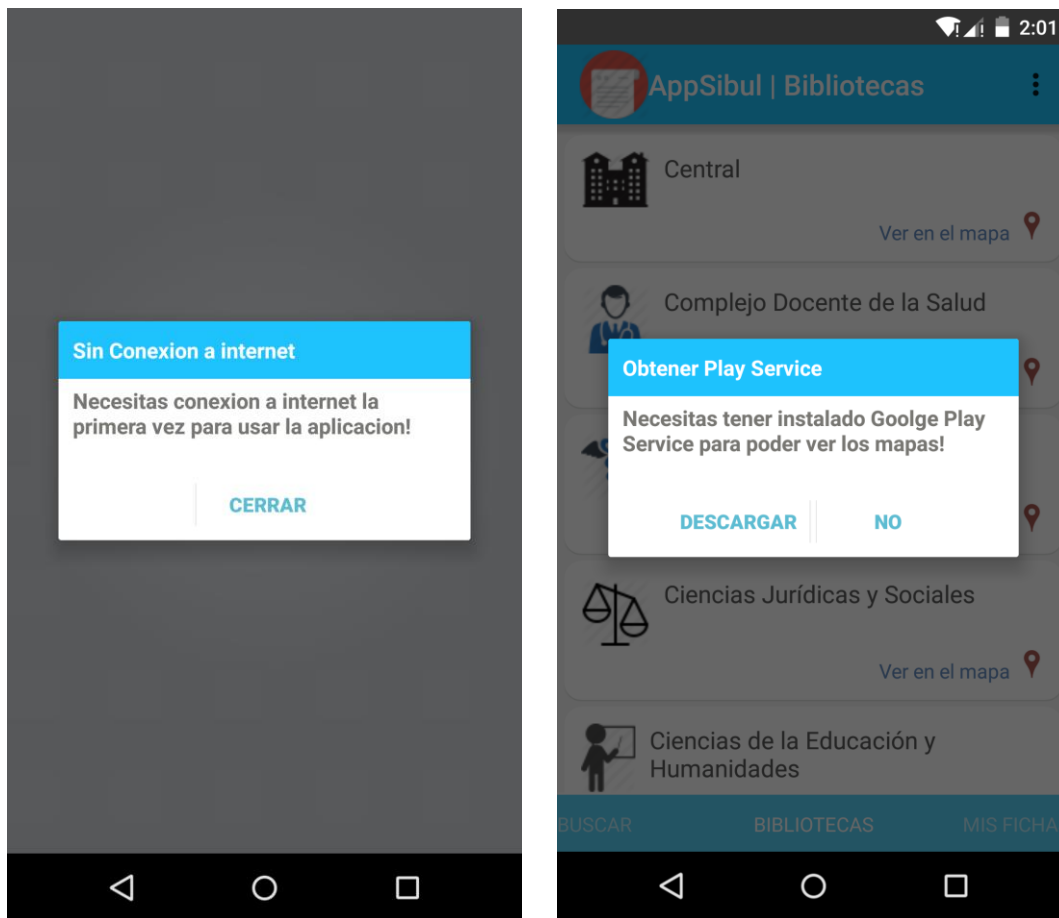 Sin Conexion a internet
Necesitas conexion a internet la
primera vez para usar la aplicacion!
CERRAR
2:01
AppSibul | Bibliotecas
Central
Ver en el mapa
Complejo Docente de la Salud
Obtener Play Service
Necesitas tener instalado Goolge Play
Service para poder ver los mapas!
DESCARGAR NO
Ciencias Jurídicas y Sociales
Ver en el mapa
Ciencias de la Educación y
Humanidades
BUSCAR BIBLIOTECAS MIS FICHA